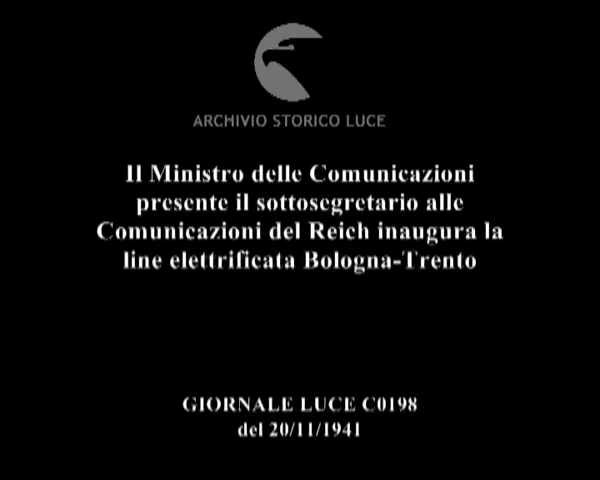 ARCHIVIO STORICO LUCE
Il Ministro delle Comunicazioni
presente il sottosegretario alle
Comunicazioni del Reich inaugura la
line elettrificata Bologna-Trento
GIORNALE LUCE C0198
del 20/11/1941